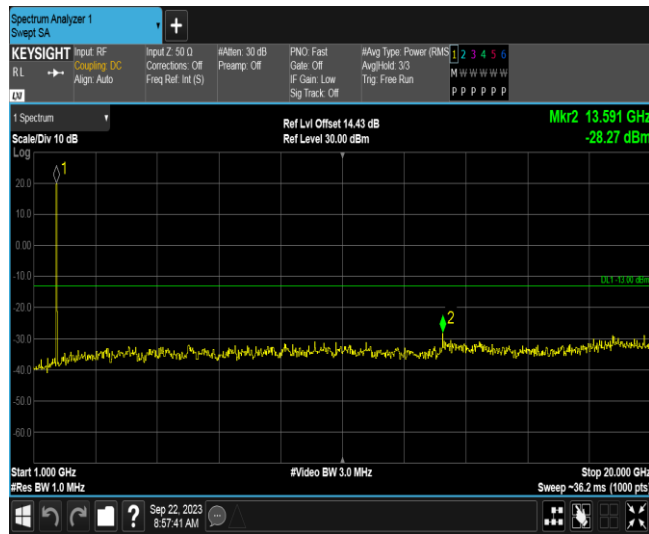 Spectrum Analyzer 1
Swept SA
+
KEYSIGHT
RL
LXI
Input: RF
Coupling: DC
Align: Auto
Input Z: 50 Ω
Corrections: Off
Freq Ref: Int (S)
#Atten: 30 dB
Preamp: Off
PNO: Fast
Gate: Off
IF Gain: Low
Sig Track: Off
#Avg Type: Power (RMS
Avg|Hold: 3/3
Trig: Free Run
1 2 3 4 5 6
M W W W W W
P P P P P P
1 Spectrum
Scale/Div 10 dB
Log
Ref Lvl Offset 14.43 dB
Ref Level 30.00 dBm
Mkr2 13.591 GHz
-28.27 dBm
1
20.0
10.0
0.00
-10.0
DL1 -13.00 dBm
-20.0
2
-30.0
-40.0
-50.0
-60.0
Start 1.000 GHz
#Res BW 1.0 MHz
#Video BW 3.0 MHz
Stop 20.000 GHz
Sweep ~36.2 ms (1000 pts)
?
Sep 22, 2023
8:57:41 AM